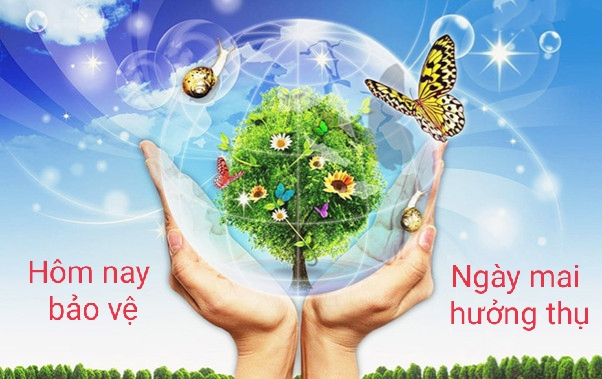 Hôm nay
bảo vệ
Ngày mai
hưởng thụ